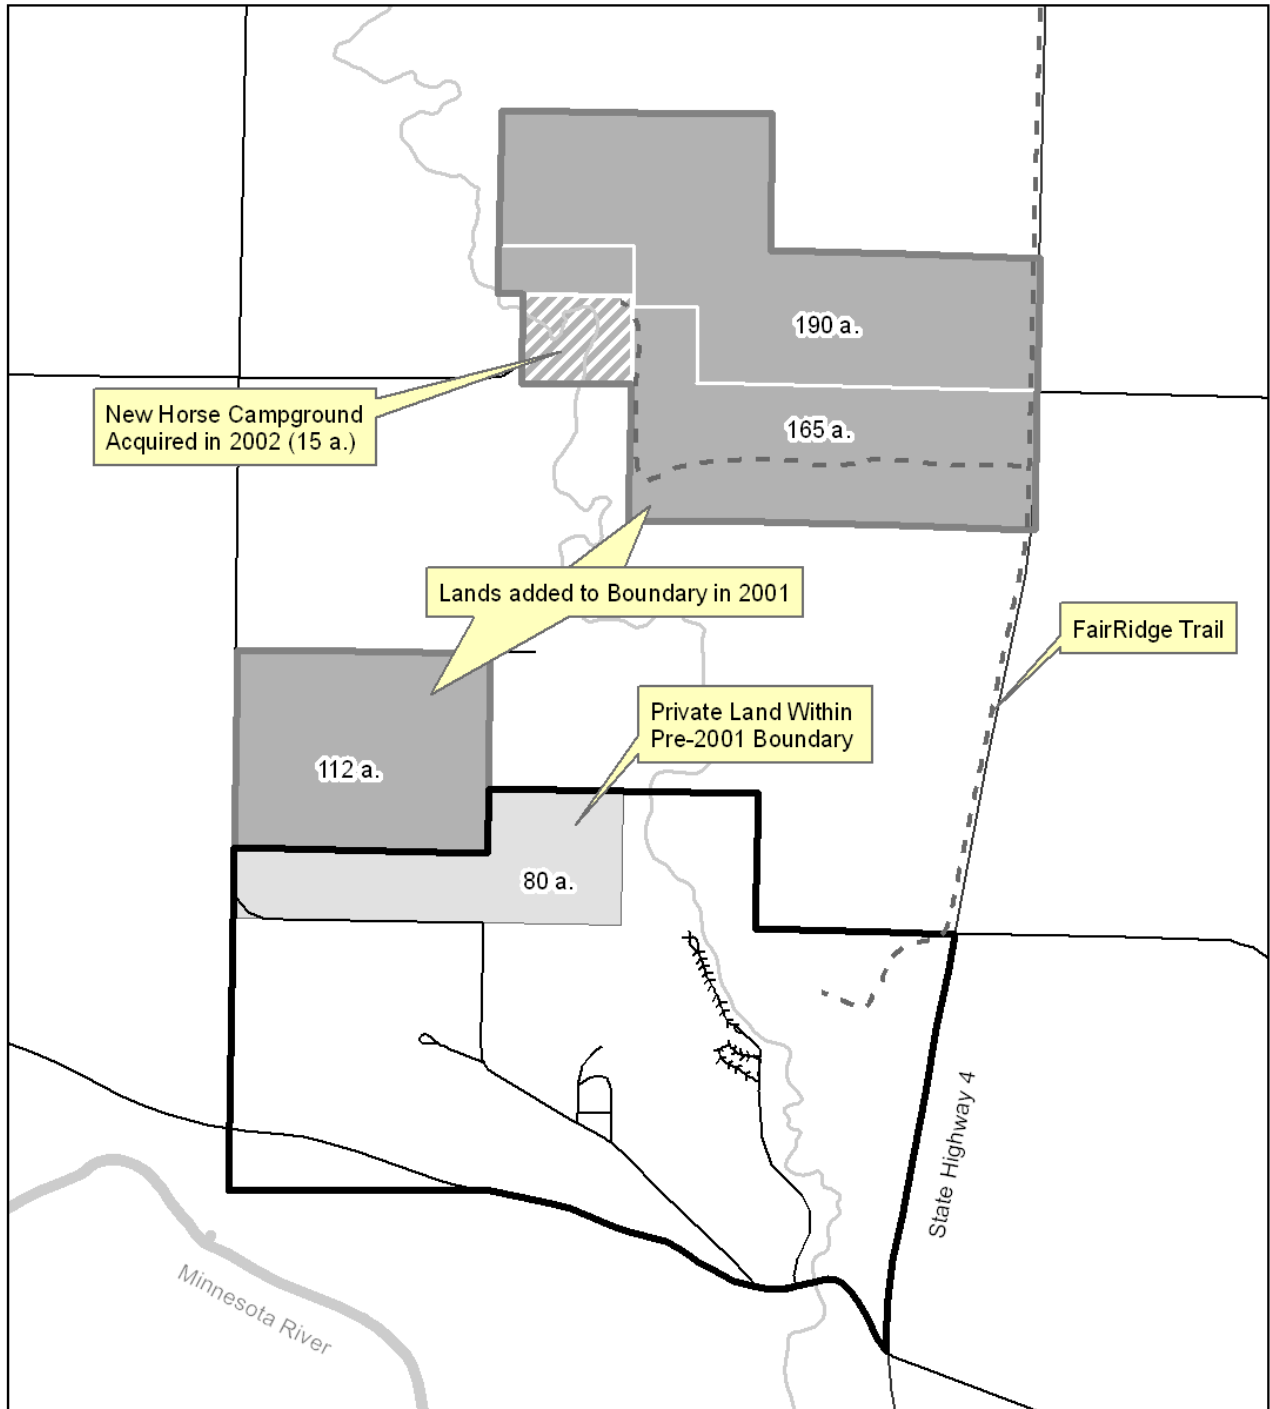 190 a.
New Horse Campground
Acquired in 2002 (15 a.)
165 a.
Lands added to Boundary in 2001
FairRidge Trail
Private Land Within
Pre-2001 Boundary
112 a.
80 a.
State Highway 4
Minnesota River